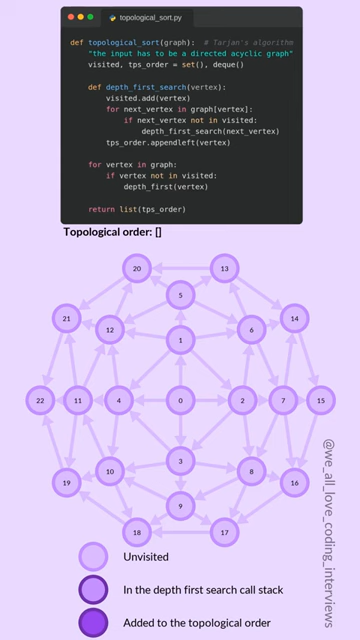 topological_sort.py
def topological_sort(graph):  # Tarjan's algorithm
"the input has to be a directed acyclic graph"
visited, tps_order = set(), deque()
def depth_first_search(vertex):
visited.add(vertex)
for next_vertex in graph[vertex]:
if next_vertex not in visited:
depth_first_search(next_vertex)
tps_order.appendleft(vertex)
for vertex in graph:
if vertex not in visited:
depth_first(vertex)
return list(tps_order)
Topological order: []
20 13
5
21 12 1 6 14
22 11 4 0 2 7 15
3
10 8
19 16
9
18 17
@we_all_love_coding_interviews
Unvisited
In the depth first search call stack
Added to the topological order